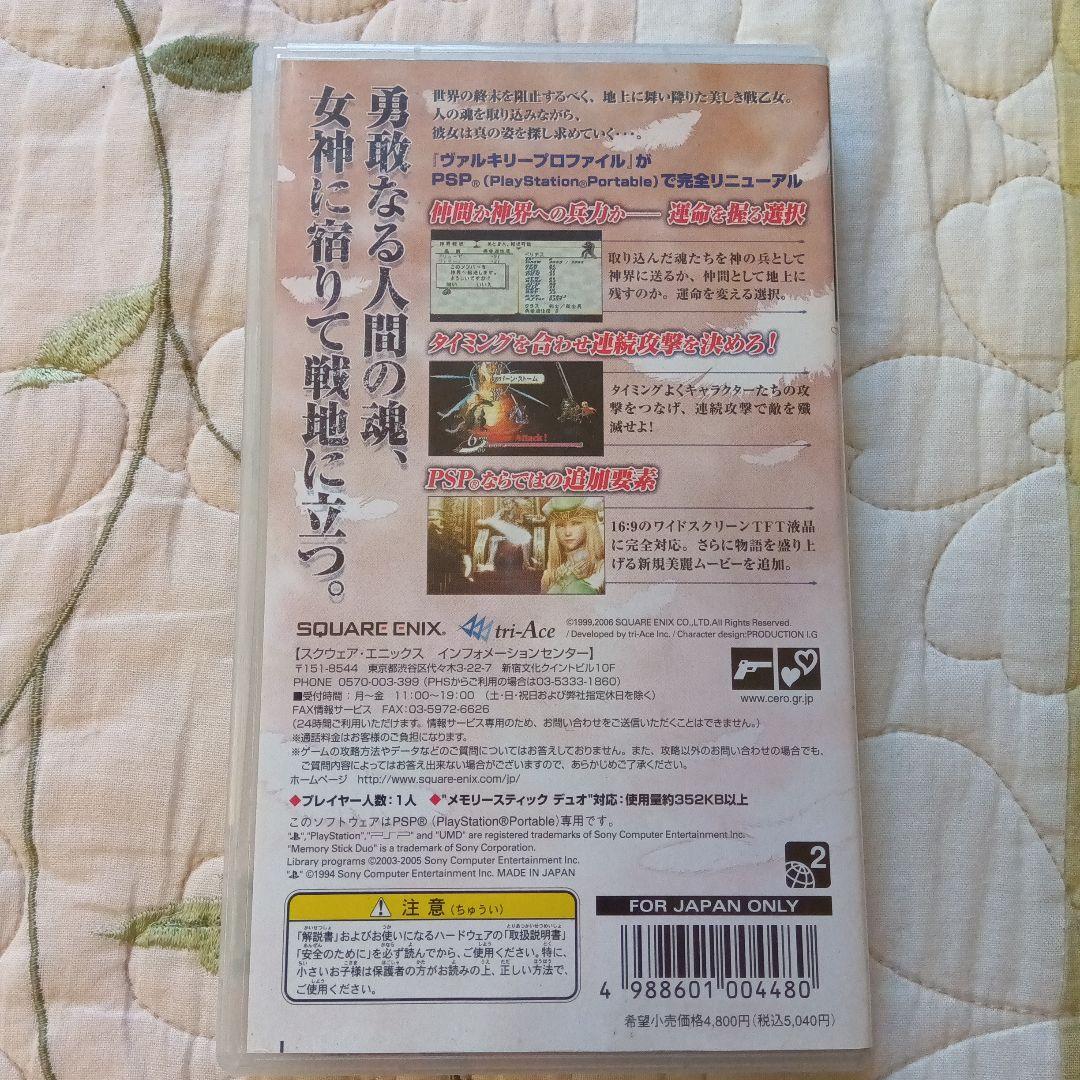 勇敢なる人間の魂、
女神に宿りて戦地に立つ。
世界の終末を阻止するべく、地上に舞い降りた美しき戦乙女。
人の魂を取り込みながら、
彼女は真の姿を探し求めていく・・・。
『ヴァルキリープロファイル』が
PSP®(PlayStation®Portable)で完全リニューアル
仲間か神界への兵力か── 運命を握る選択
このメンバーを
神界へ転送します。
よろしいですか?
はい いいえ
取り込んだ魂たちを神の兵として
神界に送るか、仲間として地上に
残すのか。運命を変える選択。
タイミングを合わせ連続攻撃を決めろ!
Attack!
タイミングよくキャラクターたちの攻
撃をつなげ、連続攻撃で敵を殲
滅せよ!
PSP®ならではの追加要素
16:9のワイドスクリーンTFT液晶
に完全対応。さらに物語を盛り上
げる新規美麗ムービーを追加。
SQUARE ENIX. tri-Ace
©1999,2006 SQUARE ENIX CO.,LTD.All Rights Reserved.
/ Developed by tri-Ace Inc. / Character design:PRODUCTION I.G
【スクウェア・エニックス インフォメーションセンター】
〒151-8544 東京都渋谷区代々木3-22-7 新宿文化クイントビル10F
PHONE 0570-003-399 (PHSからご利用の場合は03-5333-1860)
■受付時間:月〜金 11:00〜19:00 (土・日・祝日および弊社指定休日を除く)
FAX情報サービス FAX:03-5972-6626
(24時間ご利用いただけます。情報サービス専用のため、お問い合わせをご送信いただくことはできません。)
※通話料金はお客様のご負担になります。
※ゲームの攻略方法やデータなどのご質問についてはお答えしておりません。また、攻略以外のお問い合わせの場合でも、
ご質問内容によってはお答え出来ない場合がございますので、あらかじめご了承ください。
ホームページ http://www.square-enix.com/jp/
www.cero.gr.jp
◆プレイヤー人数:1人 ◆"メモリースティック デュオ"対応:使用量約352KB以上
このソフトウェアはPSP®(PlayStation®Portable)専用です。
"","PlayStation","PSP" and "UMD" are registered trademarks of Sony Computer Entertainment Inc.
"Memory Stick Duo" is a trademark of Sony Corporation.
Library programs ©2003-2005 Sony Computer Entertainment Inc.
"" ©1994 Sony Computer Entertainment Inc. MADE IN JAPAN
2
注意(ちゅうい)
「解説書」およびお使いになるハードウェアの「取扱説明書」
「安全のために」を必ず読んでから、ご使用ください。特に、
小さいお子様は保護者の方がお読みの上、正しい方法で、
ご使用ください。
FOR JAPAN ONLY
4 988601 004480
希望小売価格4,800円(税込5,040円)